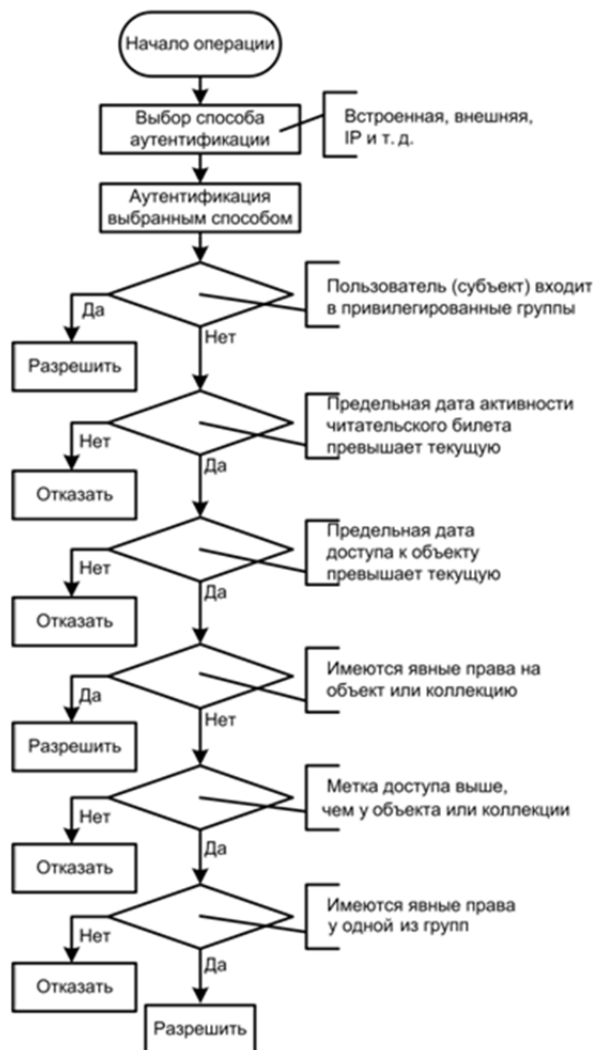 Начало операции
Выбор способа
аутентификации
Встроенная, внешняя,
IP и т. д.
Аутентификация
выбранным способом
Пользователь (субъект) входит
в привилегированные группы
Да
Нет
Разрешить
Предельная дата активности
читательского билета
превышает текущую
Нет
Да
Отказать
Предельная дата
доступа к объекту
превышает текущую
Нет
Да
Отказать
Имеются явные права на
объект или коллекцию
Да
Нет
Разрешить
Метка доступа выше,
чем у объекта или коллекции
Нет
Да
Отказать
Имеются явные права
у одной из групп
Нет
Да
Отказать
Разрешить